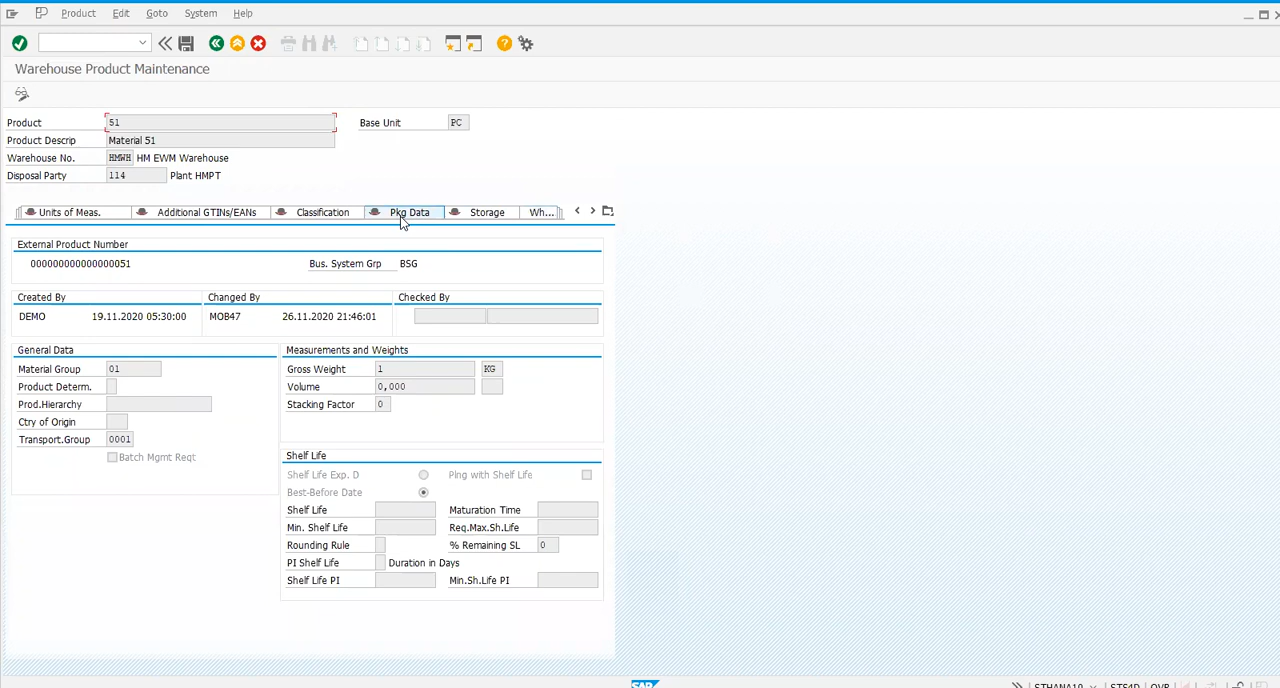 Product Edit Goto System Help
Warehouse Product Maintenance
Product 51 Base Unit PC
Product Descrip Material 51
Warehouse No. HMWH HM EWM Warehouse
Disposal Party 114 Plant HMPT
Units of Meas. Additional GTINs/EANs Classification Pkg Data Storage Wh...
External Product Number
000000000000000051 Bus. System Grp BSG
Created By Changed By Checked By
DEMO 19.11.2020 05:30:00 MOB47 26.11.2020 21:46:01
General Data Measurements and Weights
Material Group 01 Gross Weight 1 KG
Product Determ. Volume 0,000
Prod.Hierarchy Stacking Factor 0
Ctry of Origin
Transport.Group 0001
Batch Mgmt Reqt
Shelf Life
Shelf Life Exp. D Plng with Shelf Life
Best-Before Date
Shelf Life Maturation Time
Min. Shelf Life Req.Max.Sh.Life
Rounding Rule % Remaining SL 0
PI Shelf Life Duration in Days
Shelf Life PI Min.Sh.Life PI
SAP STHANA10 STS4D OVR